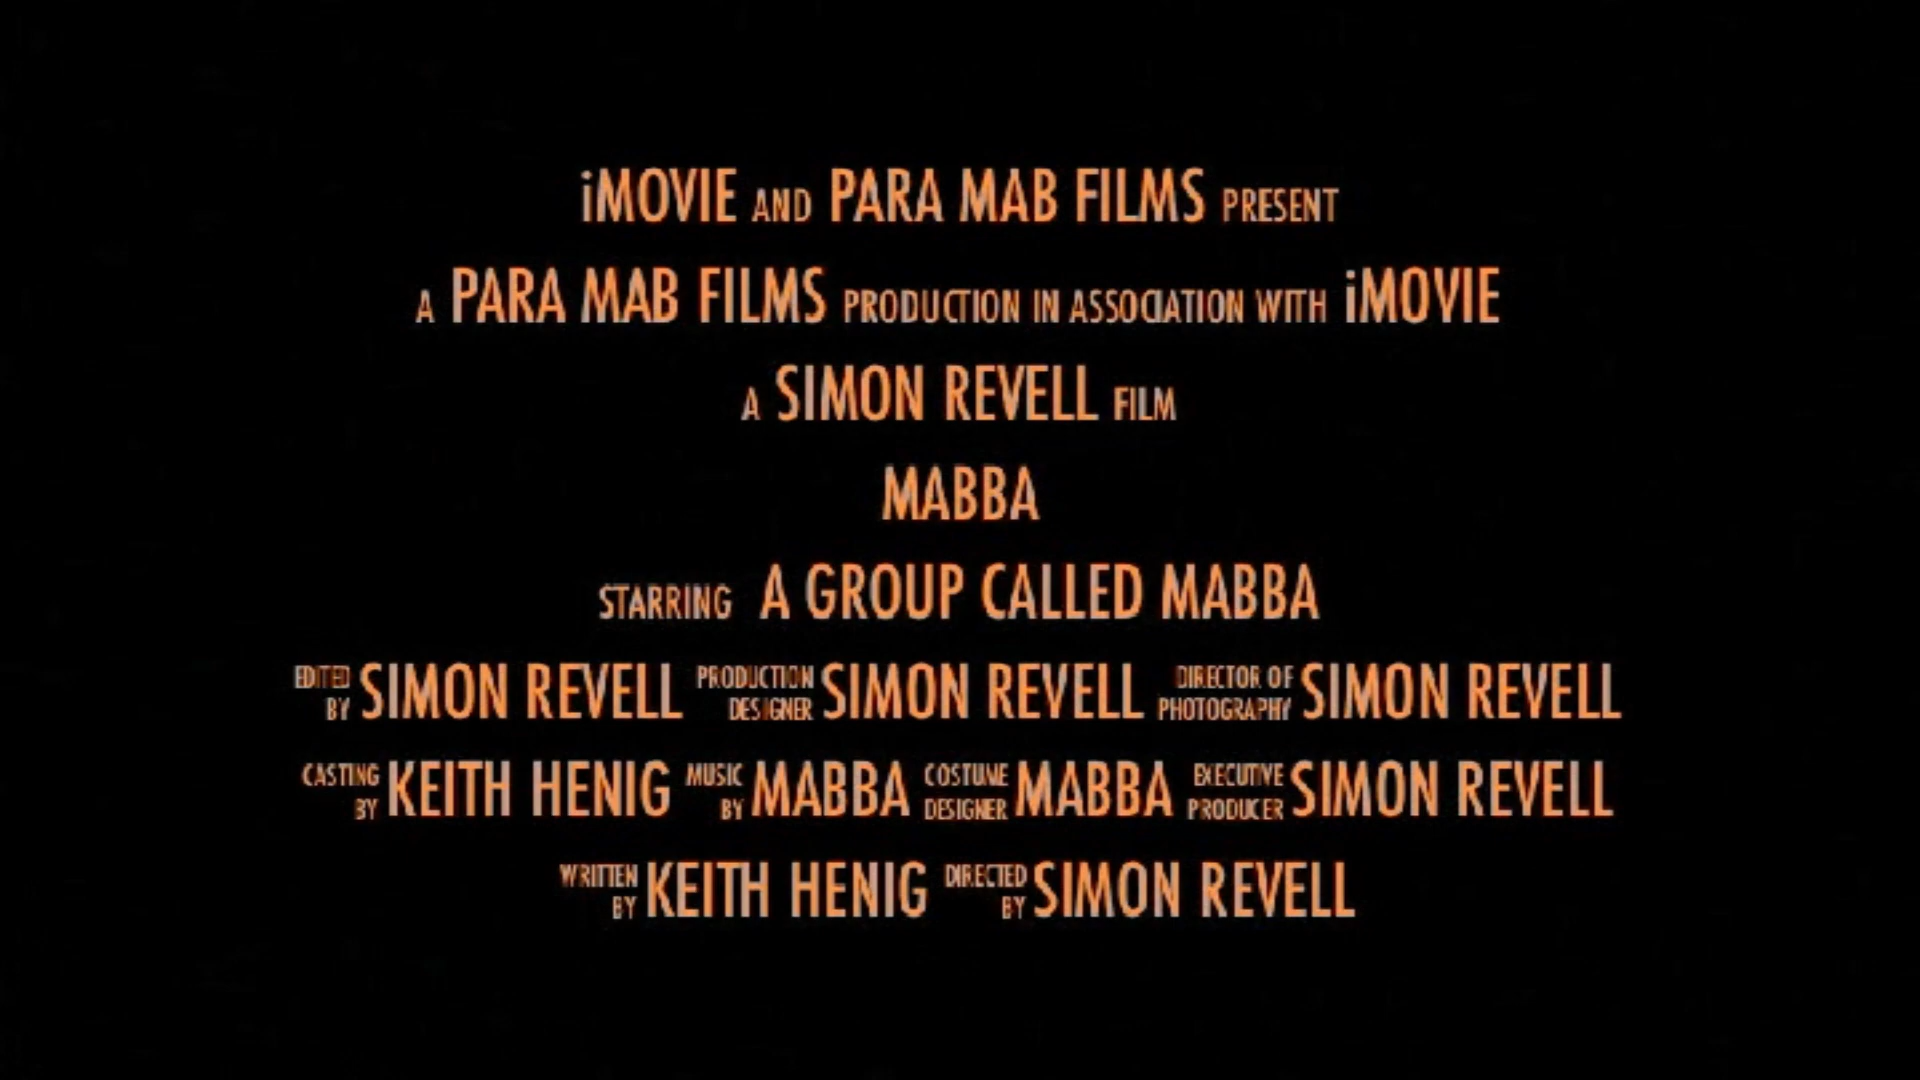 iMOVIE AND PARA MAB FILMS PRESENT
A PARA MAB FILMS PRODUCTION IN ASSOCIATION WITH iMOVIE
A SIMON REVELL FILM
MABBA
STARRING A GROUP CALLED MABBA
EDITED BY SIMON REVELL PRODUCTION DESIGNER SIMON REVELL DIRECTOR OF PHOTOGRAPHY SIMON REVELL
CASTING BY KEITH HENIG MUSIC BY MABBA COSTUME DESIGNER MABBA EXECUTIVE PRODUCER SIMON REVELL
WRITTEN BY KEITH HENIG DIRECTED BY SIMON REVELL